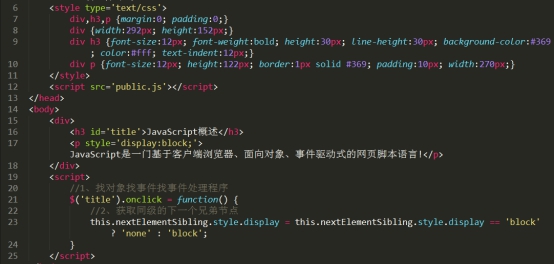 6 <style type='text/css'>
7 div,h3,p {margin:0; padding:0;}
8 div {width:292px; height:152px;}
9 div h3 {font-size:12px; font-weight:bold; height:30px; line-height:30px; background-color:#369
; color:#fff; text-indent:12px;}
10 div p {font-size:12px; height:122px; border:1px solid #369; padding:10px; width:270px;}
11 </style>
12 <script src='public.js'></script>
13 </head>
14 <body>
15 <div>
16 <h3 id='title'>JavaScript概述</h3>
17 <p style='display:block;'>
18 JavaScript是一门基于客户端浏览器、面向对象、事件驱动式的网页脚本语言!</p>
18 </div>
19 <script>
20 //1、找对象找事件找事件处理程序
21 $('title').onclick = function() {
22 //2、获取同级的下一个兄弟节点
23 this.nextElementSibling.style.display = this.nextElementSibling.style.display == 'block'
? 'none' : 'block';
24 }
25 </script>